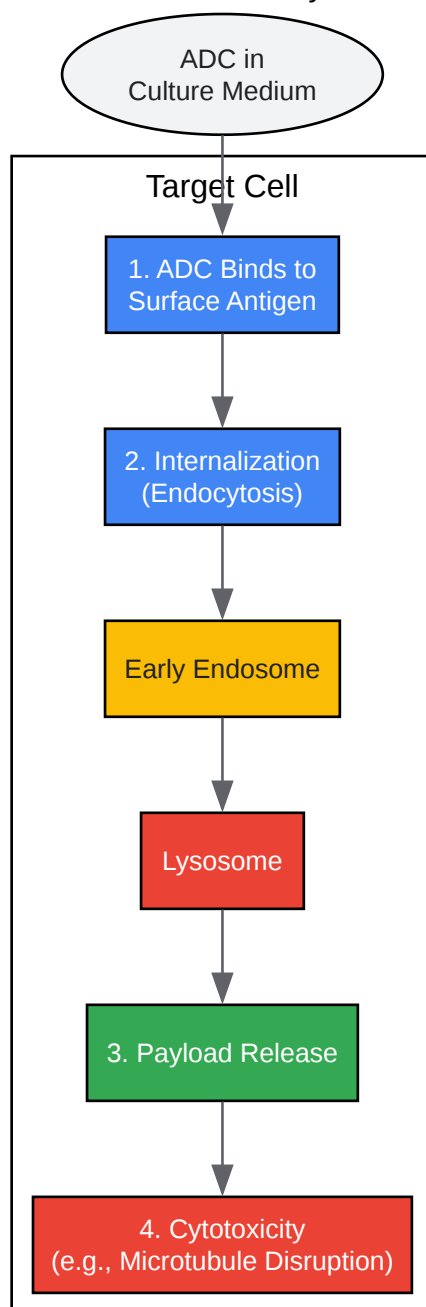 ADC in
Culture Medium
Target Cell
1. ADC Binds to
Surface Antigen
2. Internalization
(Endocytosis)
Early Endosome
Lysosome
3. Payload Release
4. Cytotoxicity
(e.g., Microtubule Disruption)